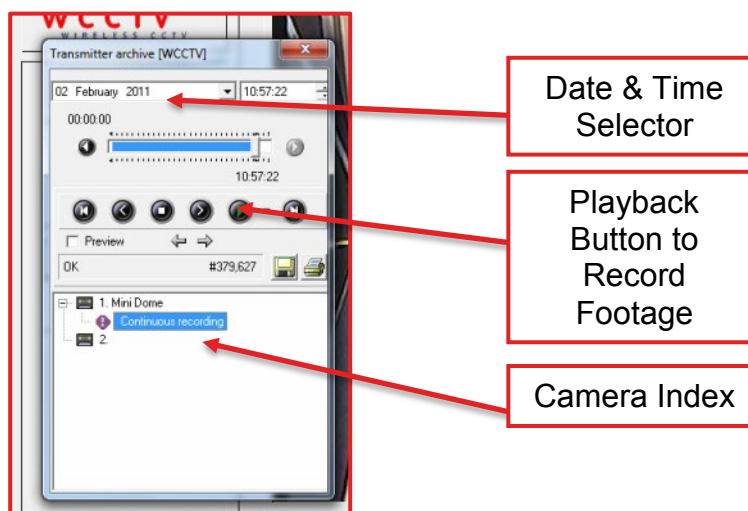 WCCTV
WIRELESS CCTV
Transmitter archive [WCCTV]
02 February 2011 10:57:22
00:00:00
10:57:22
Preview
OK #379,627
1. Mini Dome
Continuous recording
2.
Date & Time
Selector
Playback
Button to
Record
Footage
Camera Index